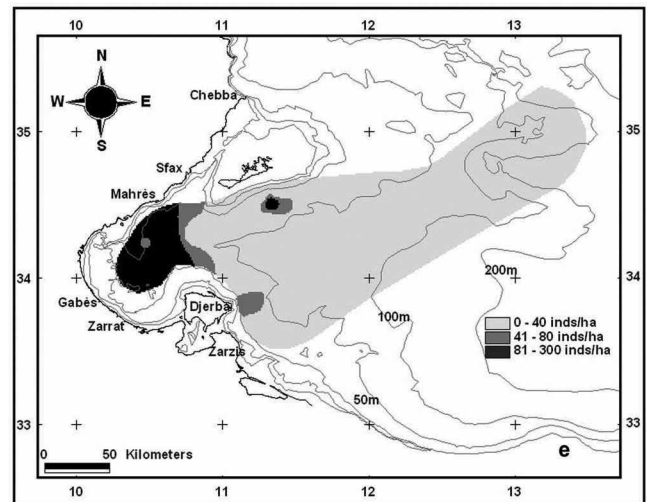 10 11 12 13
N
W E
S
Chebba
35 35
Sfax
Mahrès
34 34
200m
Gabès
Djerba
100m
Zarrat
0 - 40 inds/ha
41 - 80 inds/ha
81 - 300 inds/ha
Zarzis
50m
33 33
e
0 50 Kilometers
10 11 12 13